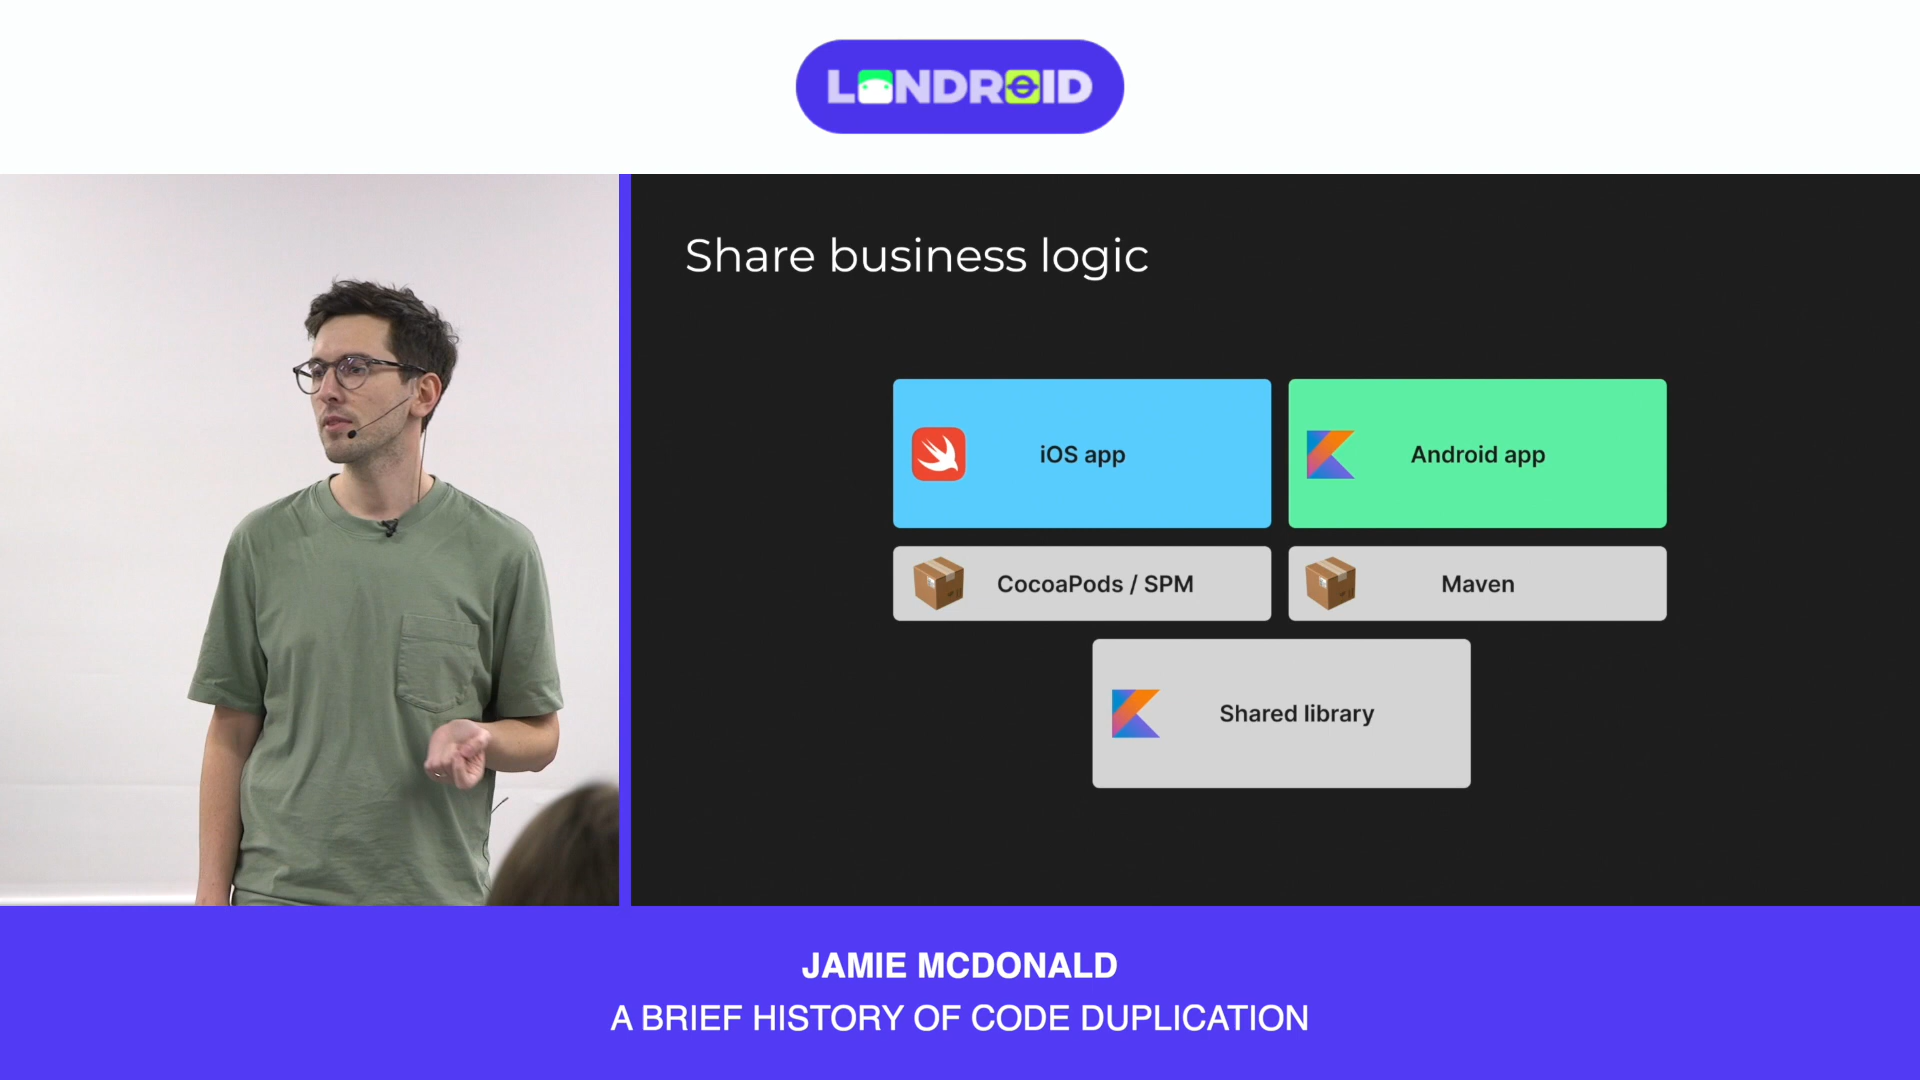 LONDROID
Share business logic
iOS app
Android app
CocoaPods / SPM
Maven
Shared library
JAMIE MCDONALD
A BRIEF HISTORY OF CODE DUPLICATION